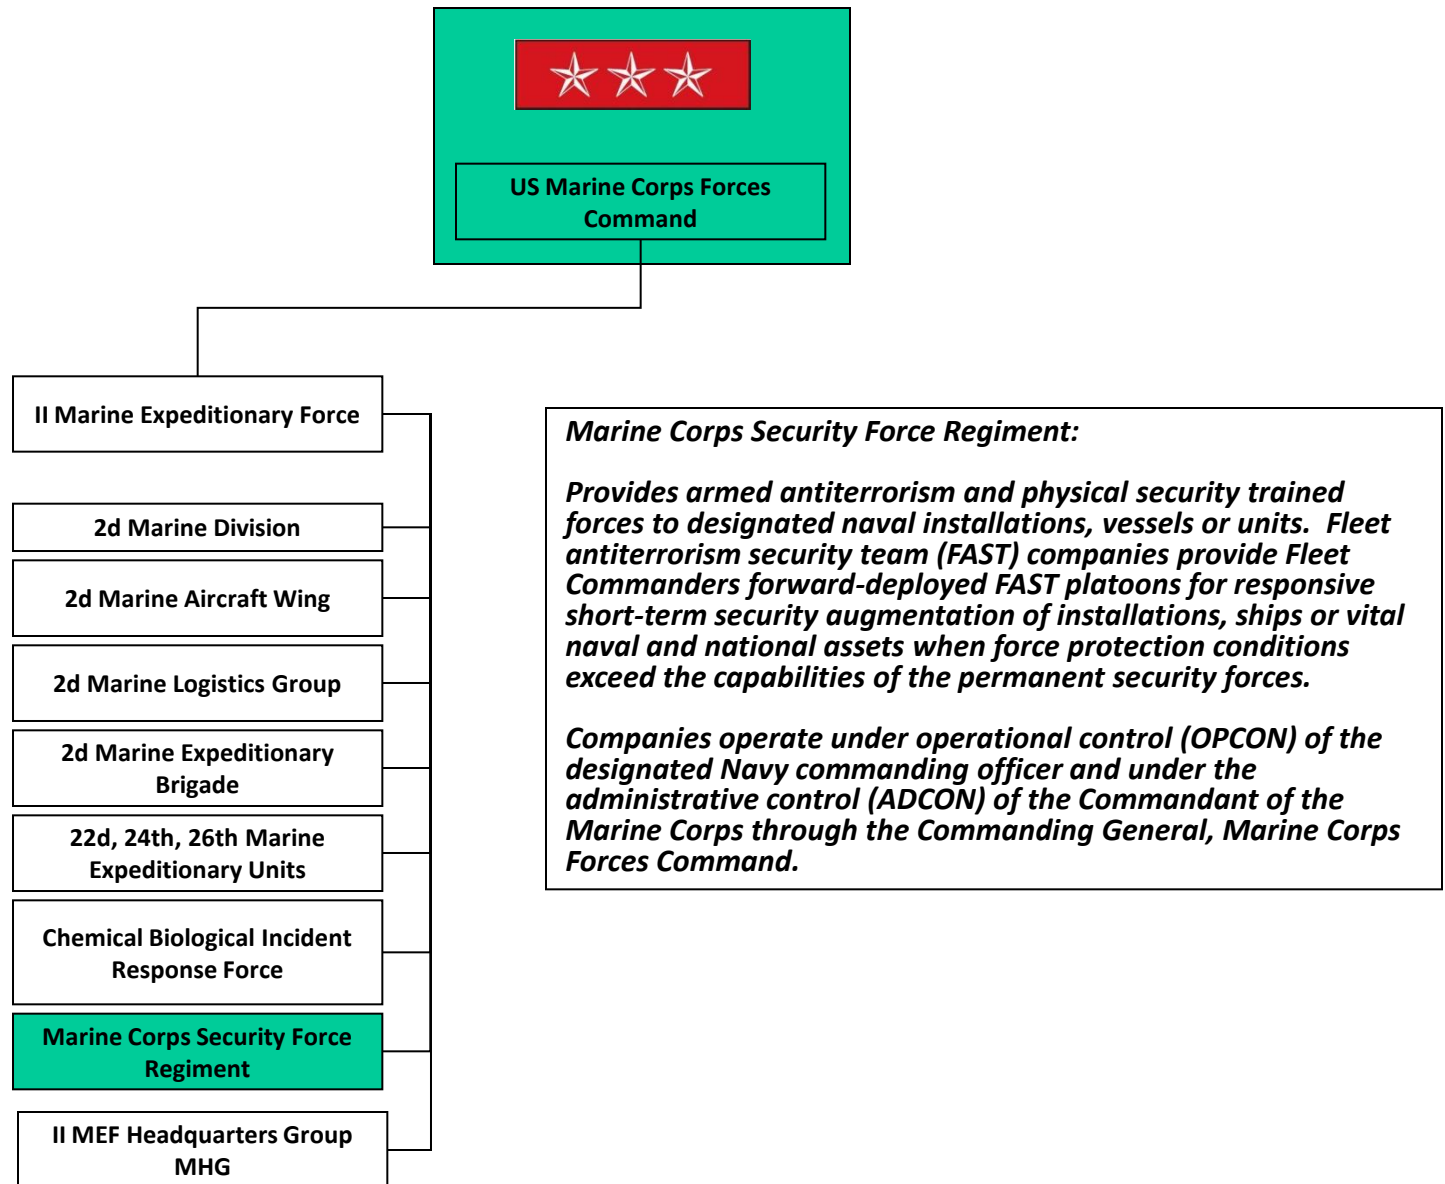 US Marine Corps Forces
Command
II Marine Expeditionary Force
2d Marine Division
2d Marine Aircraft Wing
2d Marine Logistics Group
2d Marine Expeditionary
Brigade
22d, 24th, 26th Marine
Expeditionary Units
Chemical Biological Incident
Response Force
Marine Corps Security Force
Regiment
II MEF Headquarters Group
MHG
Marine Corps Security Force Regiment:
Provides armed antiterrorism and physical security trained
forces to designated naval installations, vessels or units.  Fleet
antiterrorism security team (FAST) companies provide Fleet
Commanders forward-deployed FAST platoons for responsive
short-term security augmentation of installations, ships or vital
naval and national assets when force protection conditions
exceed the capabilities of the permanent security forces.
Companies operate under operational control (OPCON) of the
designated Navy commanding officer and under the
administrative control (ADCON) of the Commandant of the
Marine Corps through the Commanding General, Marine Corps
Forces Command.